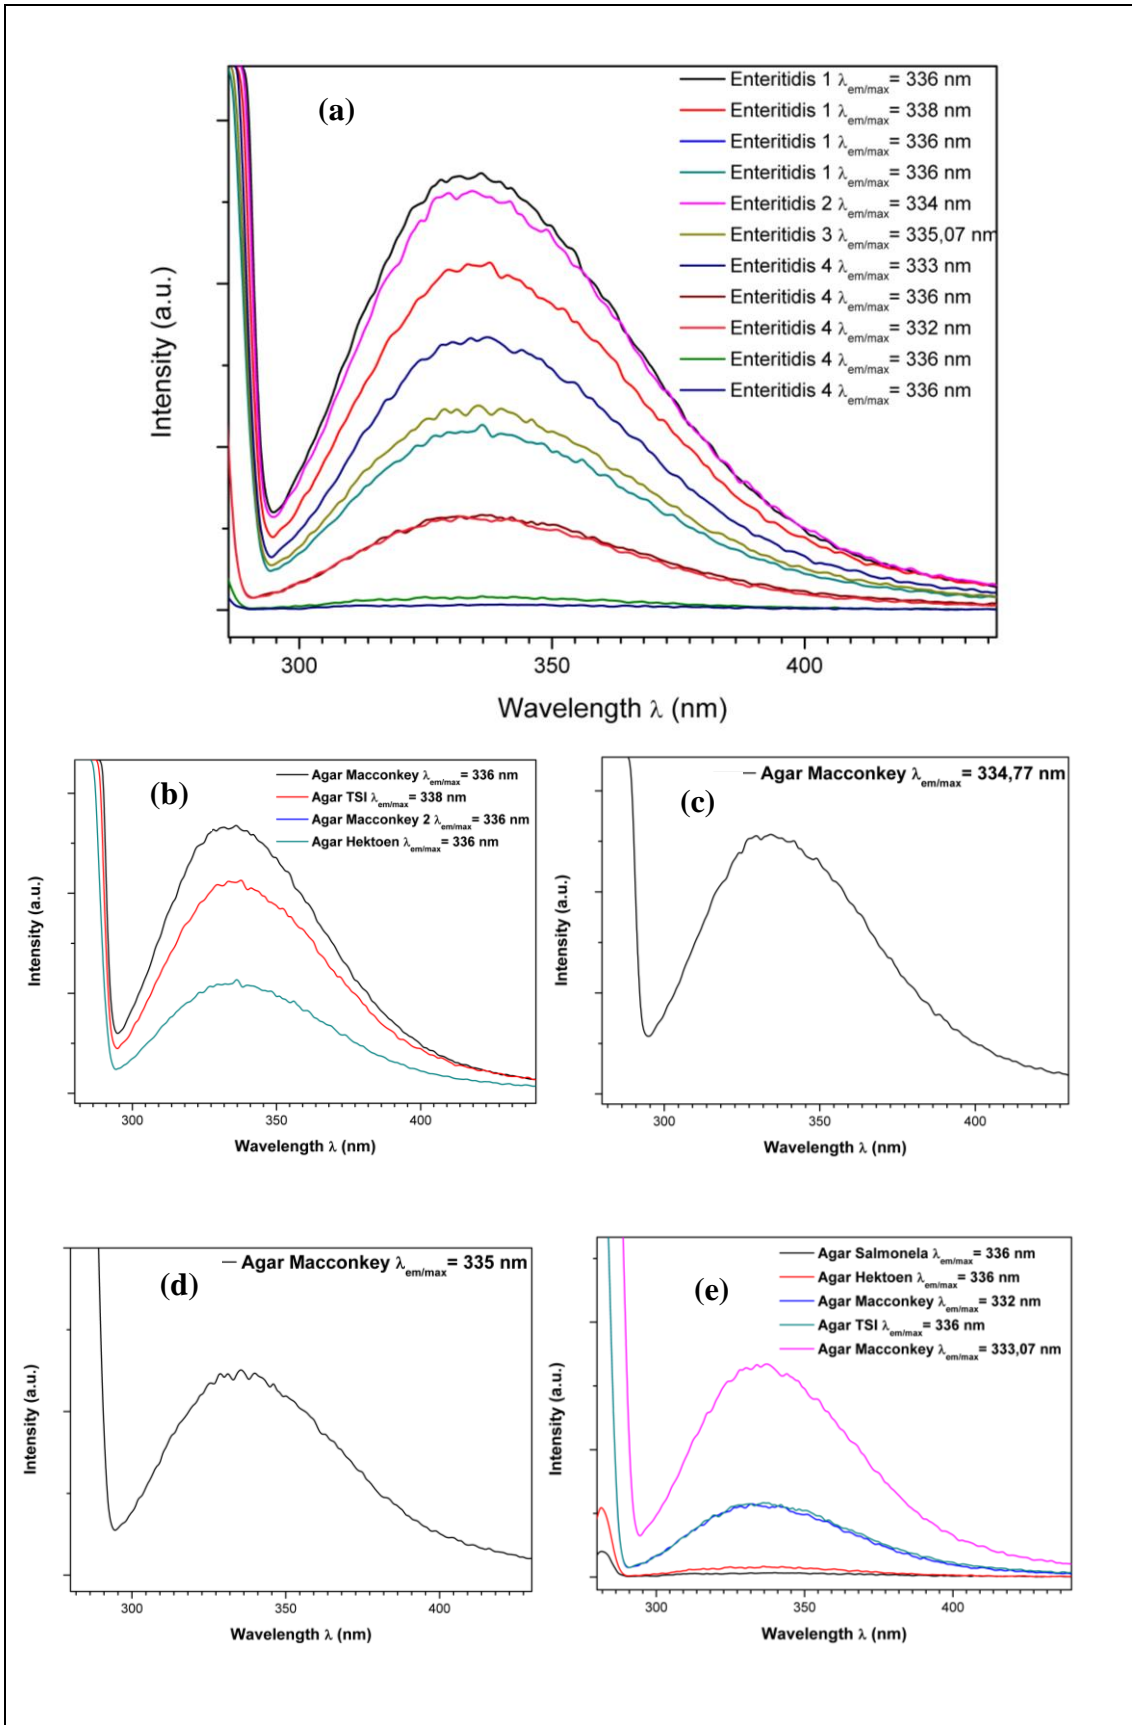 (a)
Enteritidis 1 λem/max= 336 nm
Enteritidis 1 λem/max= 338 nm
Enteritidis 1 λem/max= 336 nm
Enteritidis 1 λem/max= 336 nm
Enteritidis 2 λem/max= 334 nm
Enteritidis 3 λem/max= 335,07 nm
Enteritidis 4 λem/max= 333 nm
Enteritidis 4 λem/max= 336 nm
Enteritidis 4 λem/max= 332 nm
Enteritidis 4 λem/max= 336 nm
Enteritidis 4 λem/max= 336 nm
Intensity (a.u.)
300 350 400
Wavelength λ (nm)
(b)
Agar Macconkey λem/max= 336 nm
Agar TSI λem/max= 338 nm
Agar Macconkey 2 λem/max= 336 nm
Agar Hektoen λem/max= 336 nm
Intensity (a.u.)
300 350 400
Wavelength λ (nm)
(c)
Agar Macconkey λem/max= 334,77 nm
Intensity (a.u.)
300 350 400
Wavelength λ (nm)
(d)
Agar Macconkey λem/max= 335 nm
Intensity (a.u.)
300 350 400
Wavelength λ (nm)
(e)
Agar Salmonela λem/max= 336 nm
Agar Hektoen λem/max= 336 nm
Agar Macconkey λem/max= 332 nm
Agar TSI λem/max= 336 nm
Agar Macconkey λem/max= 333,07 nm
Intensity (a.u.)
300 350 400
Wavelength λ (nm)